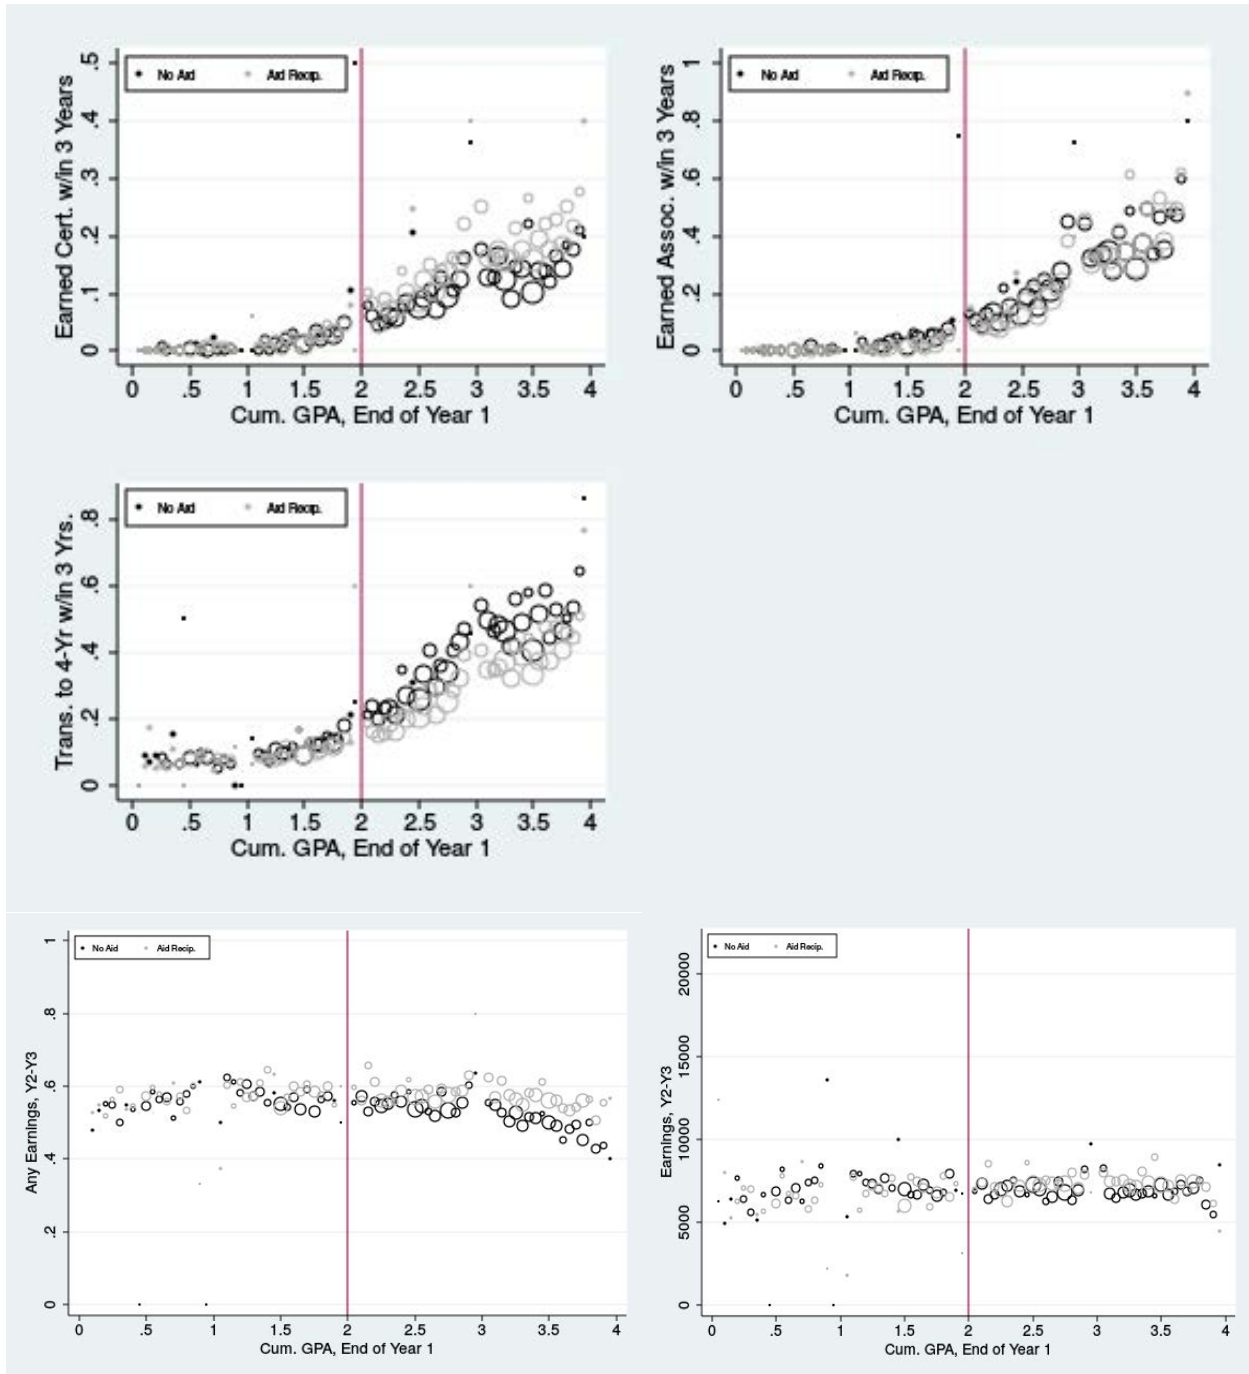 No Aid Aid Recip.
Earned Cert. w/in 3 Years
.5
.4
.3
.2
.1
0
0 .5 1 1.5 2 2.5 3 3.5 4
Cum. GPA, End of Year 1
No Aid Aid Recip.
Earned Assoc. w/in 3 Years
1
.8
.6
.4
.2
0
0 .5 1 1.5 2 2.5 3 3.5 4
Cum. GPA, End of Year 1
No Aid Aid Recip.
Trans. to 4-Yr w/in 3 Yrs.
.8
.6
.4
.2
0
0 .5 1 1.5 2 2.5 3 3.5 4
Cum. GPA, End of Year 1
No Aid Aid Recip.
Any Earnings, Y2-Y3
1
.8
.6
.4
.2
0
0 .5 1 1.5 2 2.5 3 3.5 4
Cum. GPA, End of Year 1
No Aid Aid Recip.
Earnings, Y2-Y3
20000
15000
10000
5000
0
0 .5 1 1.5 2 2.5 3 3.5 4
Cum. GPA, End of Year 1